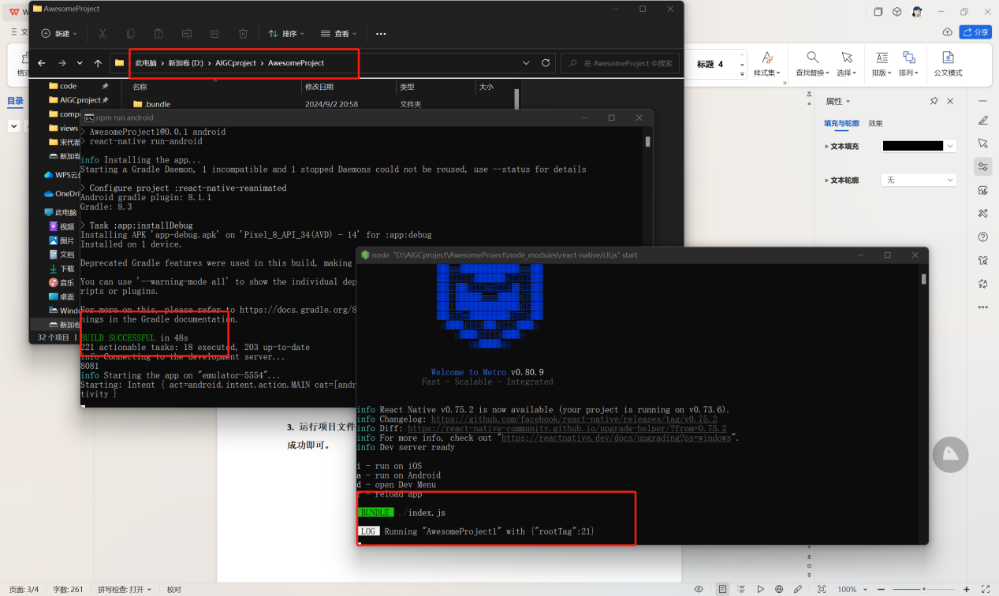 W
AwesomeProject
文
新建
排序
查看
分享
此电脑 › 新加卷 (D:) › AIGCproject › AwesomeProject
在 AwesomeProject 中搜索
格式
标题 4
样式集
查找替换
选择
排版
排列
公文模式
目录
code
AIGCproject
comp
views
宋代
新加卷
WPS云
OneDri
此电脑
视频
图片
文档
下载
音乐
桌面
Windo
新加卷
32 个项目
名称
修改日期
类型
大小
.bundle
2024/9/2 20:58
文件夹
npm run android
> AwesomeProject1@0.0.1 android
> react-native run-android
info Installing the app...
Starting a Gradle Daemon, 1 incompatible and 1 stopped Daemons could not be reused, use --status for details
> Configure project :react-native-reanimated
Android gradle plugin: 8.1.1
Gradle: 8.3
> Task :app:installDebug
Installing APK 'app-debug.apk' on 'Pixel_8_API_34(AVD) - 14' for :app:debug
Installed on 1 device.
Deprecated Gradle features were used in this build, making
You can use '--warning-mode all' to show the individual dep
ripts or plugins.
For more on this, please refer to https://docs.gradle.org/8
nings in the Gradle documentation.
BUILD SUCCESSFUL in 48s
221 actionable tasks: 18 executed, 203 up-to-date
info Connecting to the development server...
8081
info Starting the app on "emulator-5554"...
Starting: Intent { act=android.intent.action.MAIN cat=[andr
tivity }
node "D:\AIGCproject\AwesomeProject\node_modules\react-native/cli.js" start
Welcome to Metro v0.80.9
Fast - Scalable - Integrated
info React Native v0.75.2 is now available (your project is running on v0.73.6).
info Changelog: https://github.com/facebook/react-native/releases/tag/v0.75.2
info Diff: https://react-native-community.github.io/upgrade-helper/?from=0.75.2
info For more info, check out "https://reactnative.dev/docs/upgrading?os=windows".
info Dev server ready
i - run on iOS
a - run on Android
d - open Dev Menu
r - reload app
BUNDLE ./index.js
LOG Running "AwesomeProject1" with {"rootTag":21}
3. 运行项目文件
成功即可。
属性
填充与轮廓
效果
文本填充
文本轮廓
无
页面: 3/4
字数: 261
拼写检查: 打开
校对
100%